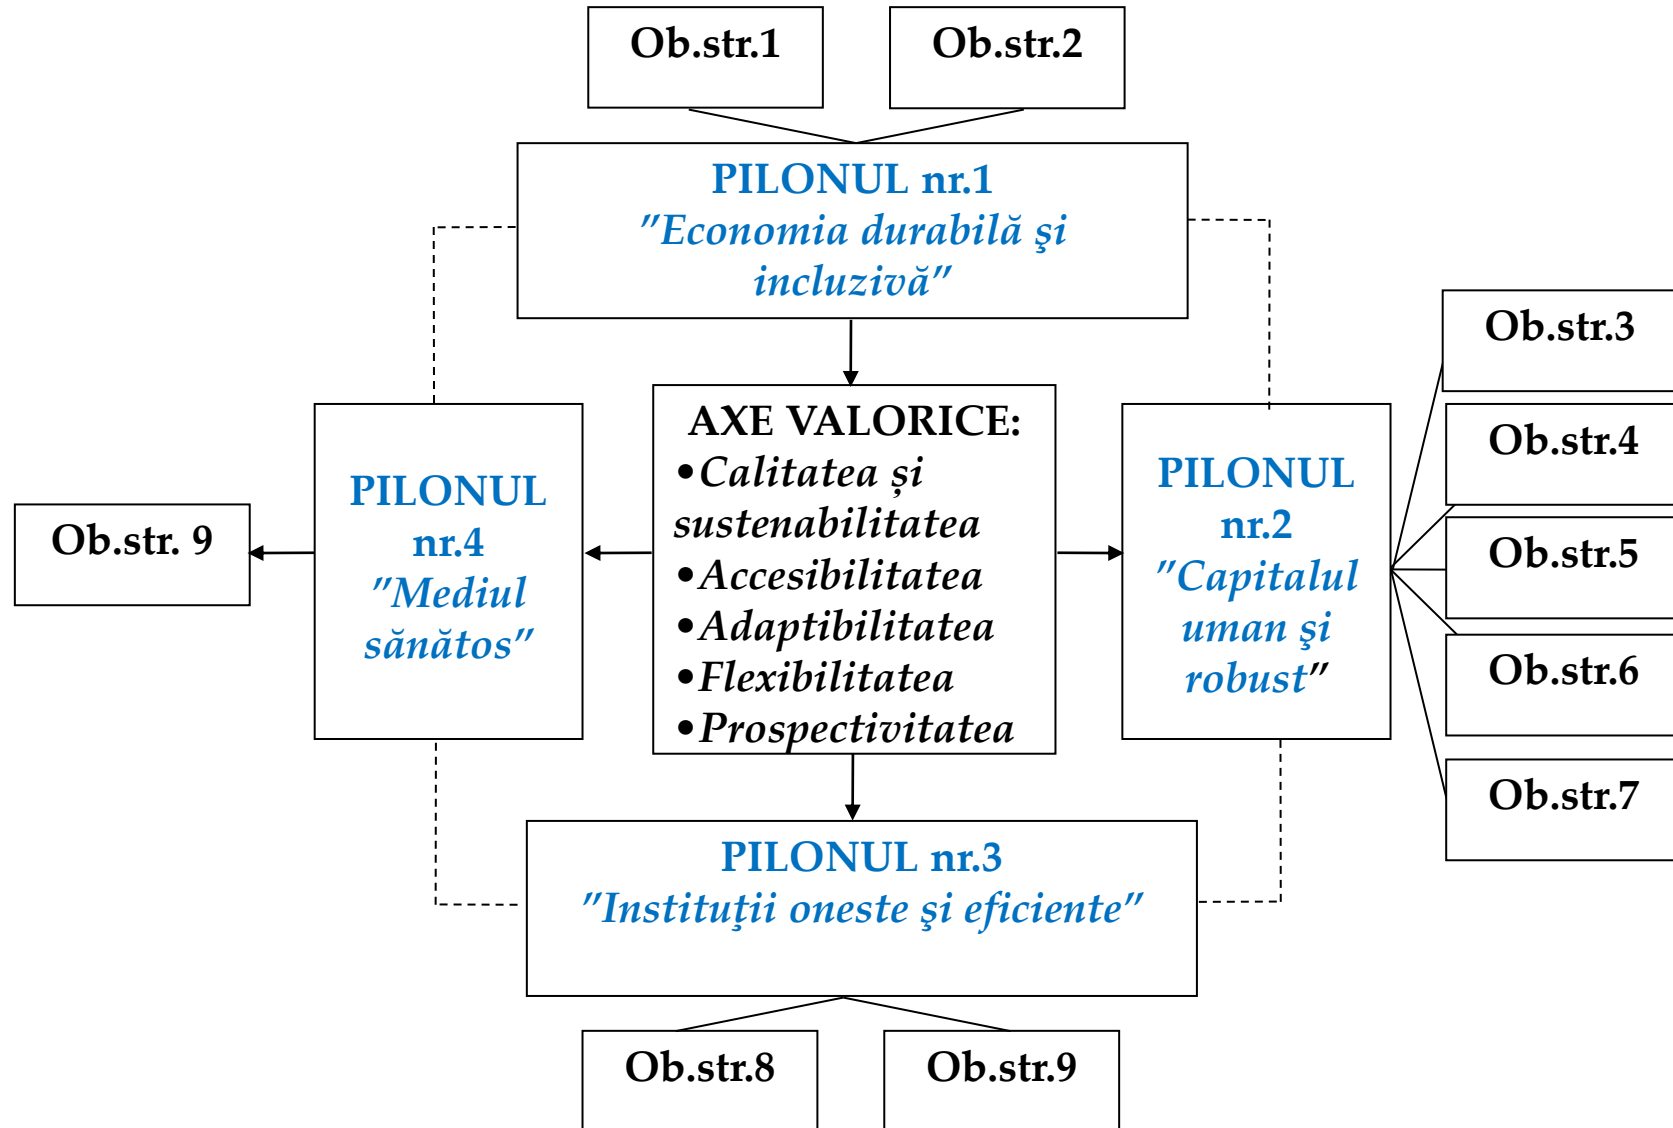 Ob.str.1
Ob.str.2
PILONUL nr.1
”Economia durabilă şi
incluzivă”
Ob.str.3
Ob.str.4
Ob.str.5
Ob.str.6
Ob.str.7
AXE VALORICE:
•Calitatea și
sustenabilitatea
•Accesibilitatea
•Adaptibilitatea
•Flexibilitatea
•Prospectivitatea
PILONUL
nr.2
”Capitalul
uman şi
robust”
PILONUL
nr.4
”Mediul
sănătos”
Ob.str. 9
PILONUL nr.3
”Instituţii oneste şi eficiente”
Ob.str.8
Ob.str.9